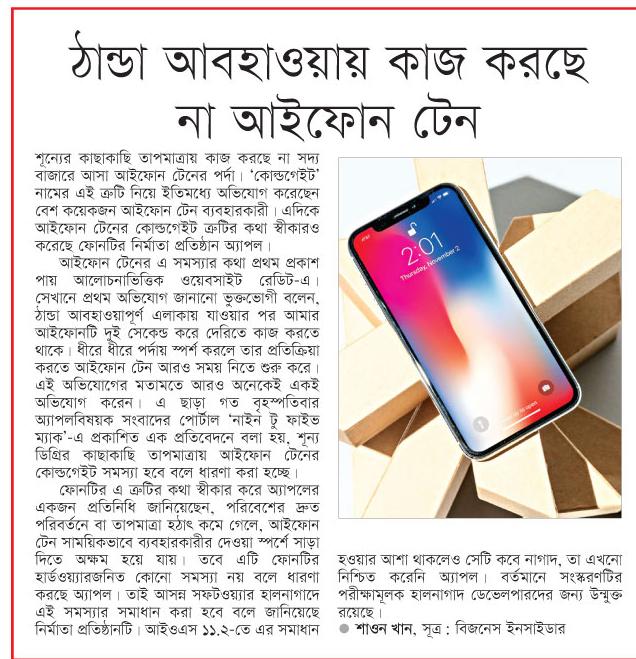 ঠান্ডা আবহাওয়ায় কাজ করছে
না আইফোন টেন
শূন্যের কাছাকাছি তাপমাত্রায় কাজ করছে না সদ্য
বাজারে আসা আইফোন টেনের পর্দা। ‘কোল্ডগেইট’
নামের এই ত্রুটি নিয়ে ইতিমধ্যে অভিযোগ করেছেন
বেশ কয়েকজন আইফোন টেন ব্যবহারকারী। এদিকে
আইফোন টেনের কোল্ডগেইট ত্রুটির কথা স্বীকারও
করেছে ফোনটির নির্মাতা প্রতিষ্ঠান অ্যাপল।
আইফোন টেনের এ সমস্যার কথা প্রথম প্রকাশ
পায় আলোচনাভিত্তিক ওয়েবসাইট রেডিট-এ।
সেখানে প্রথম অভিযোগ জানানো ভুক্তভোগী বলেন,
ঠান্ডা আবহাওয়াপূর্ণ এলাকায় যাওয়ার পর আমার
আইফোনটি দুই সেকেন্ড করে দেরিতে কাজ করতে
থাকে। ধীরে ধীরে পর্দায় স্পর্শ করলে তার প্রতিক্রিয়া
করতে আইফোন টেন আরও সময় নিতে শুরু করে।
এই অভিযোগের মতামতে আরও অনেকেই একই
অভিযোগ করেন। এ ছাড়া গত বৃহস্পতিবার
অ্যাপলবিষয়ক সংবাদের পোর্টাল ‘নাইন টু ফাইভ
ম্যাক’-এ প্রকাশিত এক প্রতিবেদনে বলা হয়, শূন্য
ডিগ্রির কাছাকাছি তাপমাত্রায় আইফোন টেনের
কোল্ডগেইট সমস্যা হবে বলে ধারণা করা হচ্ছে।
ফোনটির এ ত্রুটির কথা স্বীকার করে অ্যাপলের
একজন প্রতিনিধি জানিয়েছেন, পরিবেশের দ্রুত
পরিবর্তনে বা তাপমাত্রা হঠাৎ কমে গেলে, আইফোন
টেন সাময়িকভাবে ব্যবহারকারীর দেওয়া স্পর্শে সাড়া
দিতে অক্ষম হয়ে যায়। তবে এটি ফোনটির
হার্ডওয়্যারজনিত কোনো সমস্যা নয় বলে ধারণা
করছে অ্যাপল। তাই আসন্ন সফটওয়্যার হালনাগাদে
এই সমস্যার সমাধান করা হবে বলে জানিয়েছে
নির্মাতা প্রতিষ্ঠানটি। আইওএস ১১.২-তে এর সমাধান
2:01
Thursday, November 2
হওয়ার আশা থাকলেও সেটি কবে নাগাদ, তা এখনো
নিশ্চিত করেনি অ্যাপল। বর্তমানে সংস্করণটির
পরীক্ষামূলক হালনাগাদ ডেভেলপারদের জন্য উন্মুক্ত
রয়েছে।
● শাওন খান, সূত্র : বিজনেস ইনসাইডার